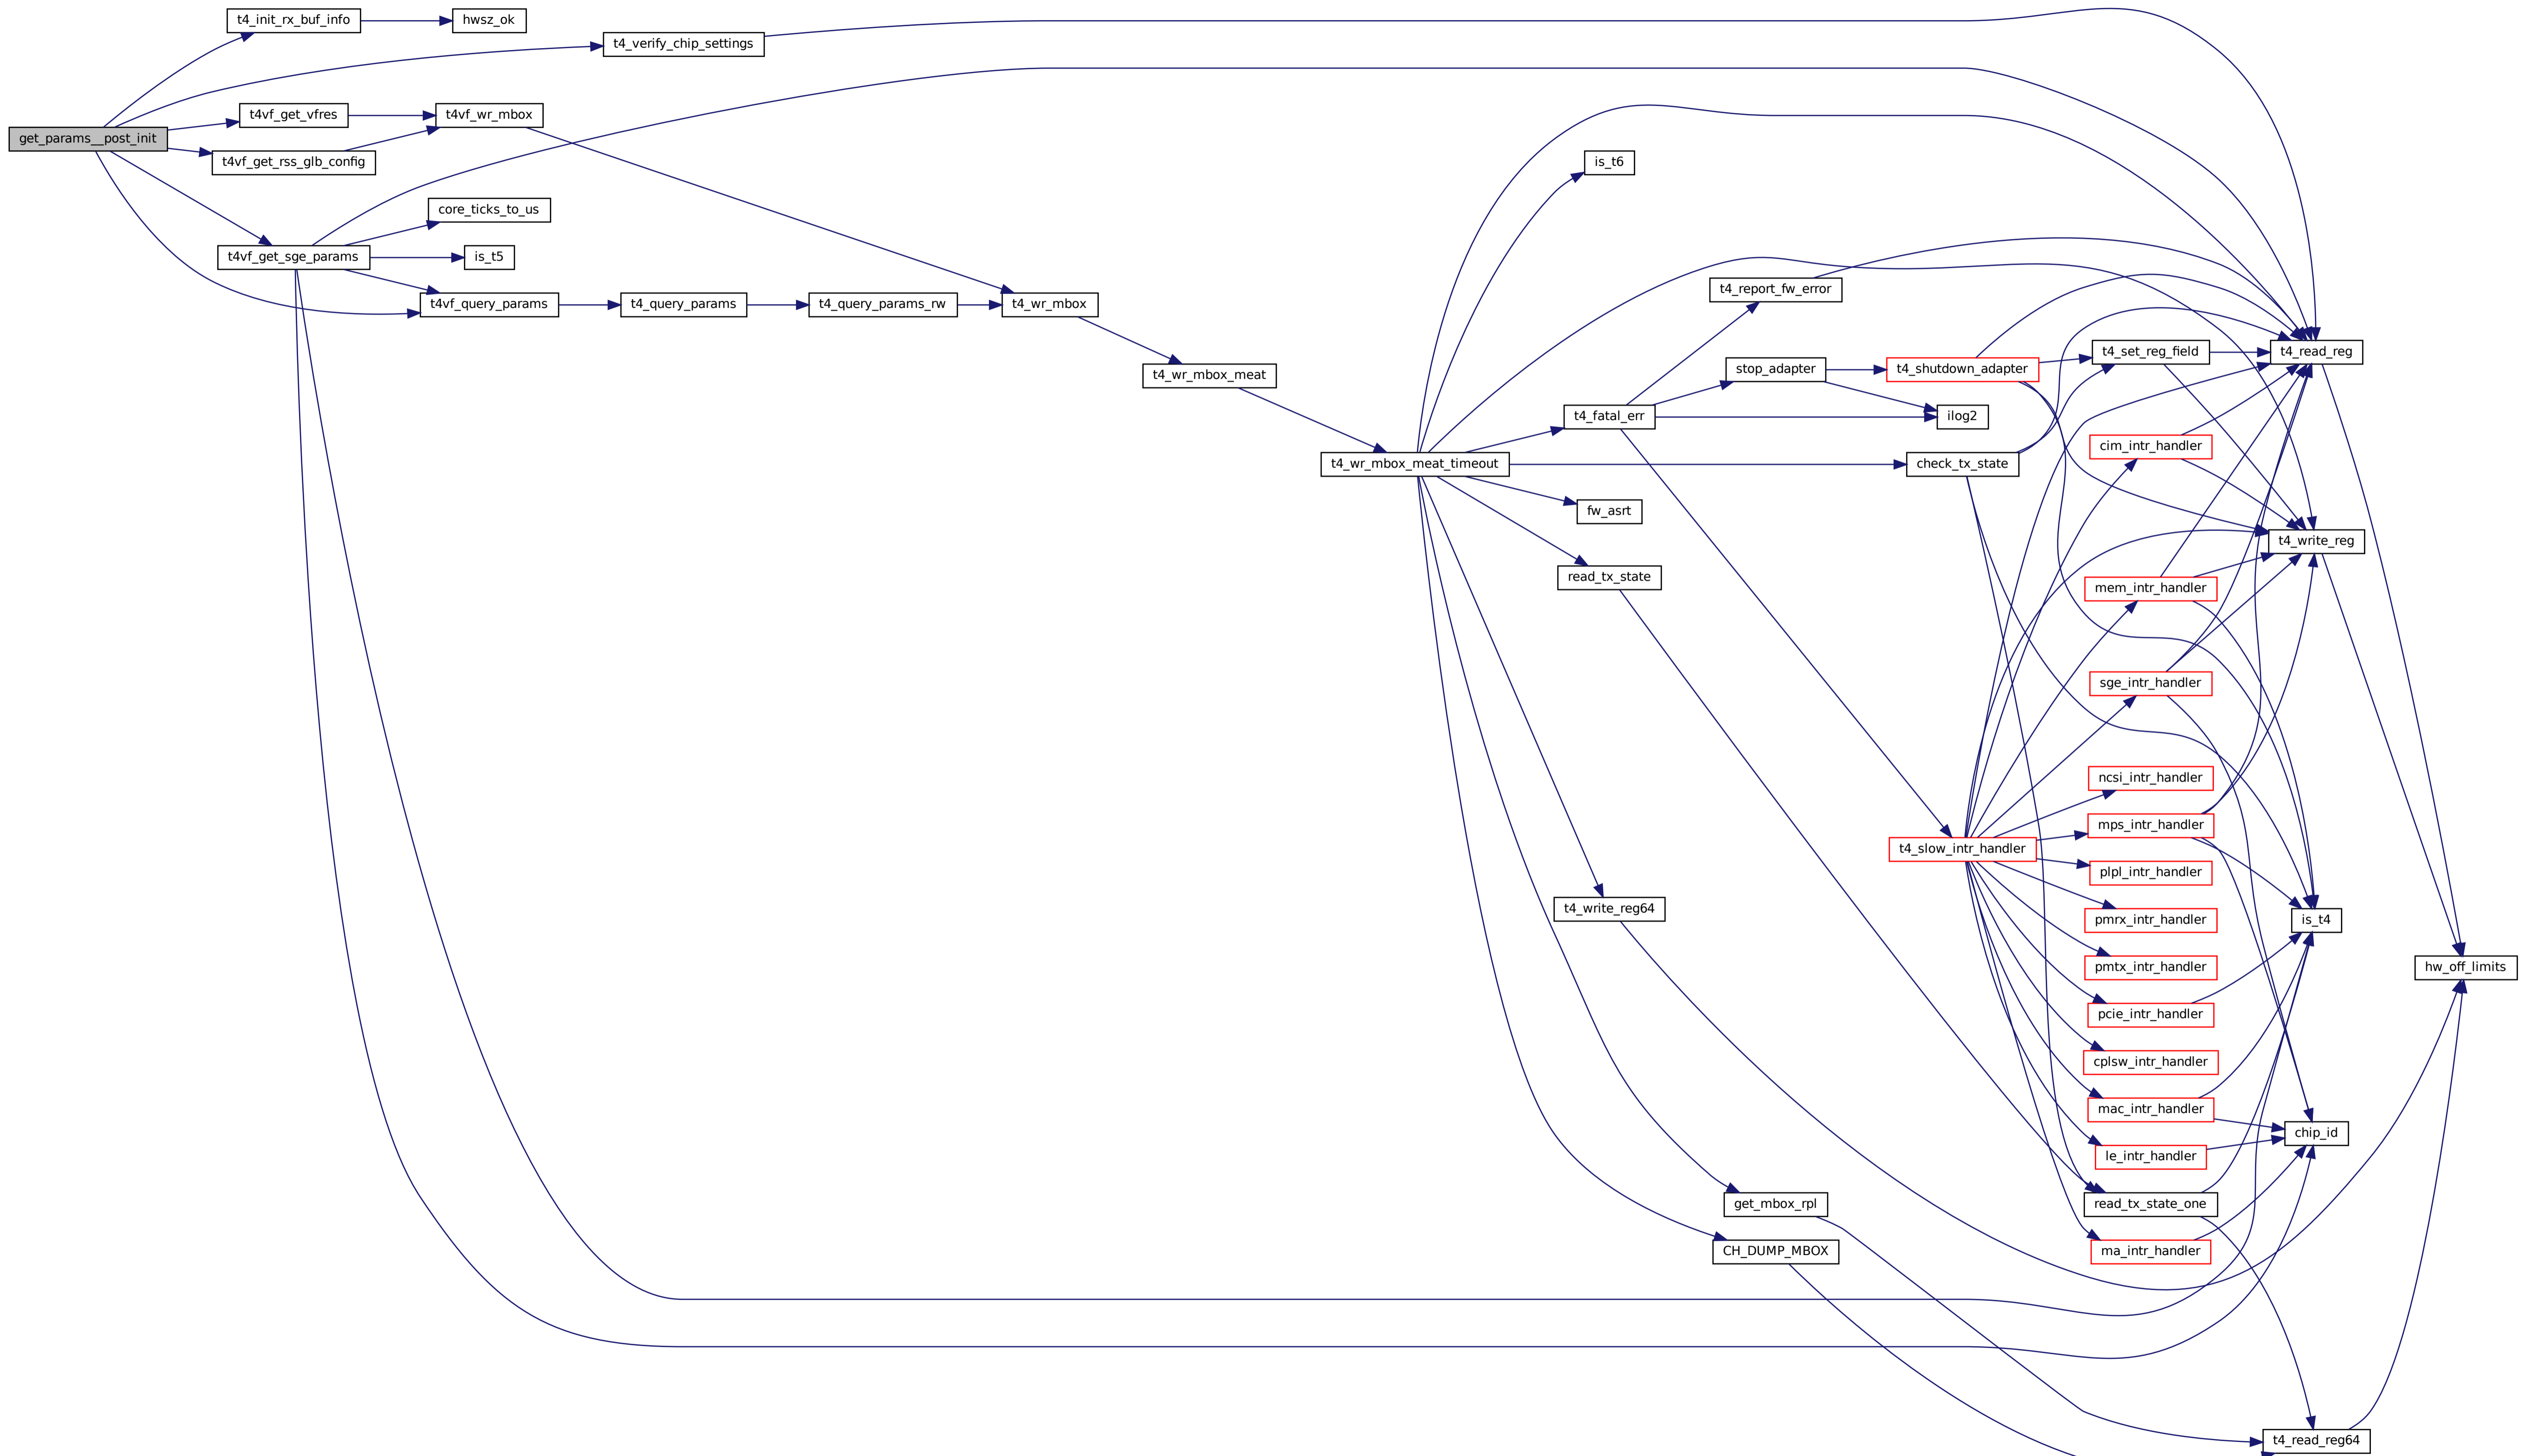 get_params__post_init
t4_init_rx_buf_info
hwsz_ok
t4_verify_chip_settings
t4vf_get_vfres
t4vf_wr_mbox
t4vf_get_rss_glb_config
core_ticks_to_us
t4vf_get_sge_params
is_t5
t4vf_query_params
t4_query_params
t4_query_params_rw
t4_wr_mbox
t4_wr_mbox_meat
t4_wr_mbox_meat_timeout
is_t6
t4_report_fw_error
stop_adapter
t4_fatal_err
t4_shutdown_adapter
ilog2
check_tx_state
fw_asrt
read_tx_state
t4_write_reg64
get_mbox_rpl
CH_DUMP_MBOX
t4_slow_intr_handler
t4_set_reg_field
cim_intr_handler
mem_intr_handler
sge_intr_handler
ncsi_intr_handler
mps_intr_handler
plpl_intr_handler
pmrx_intr_handler
pmtx_intr_handler
pcie_intr_handler
cplsw_intr_handler
mac_intr_handler
le_intr_handler
read_tx_state_one
ma_intr_handler
t4_read_reg
t4_write_reg
is_t4
chip_id
t4_read_reg64
hw_off_limits